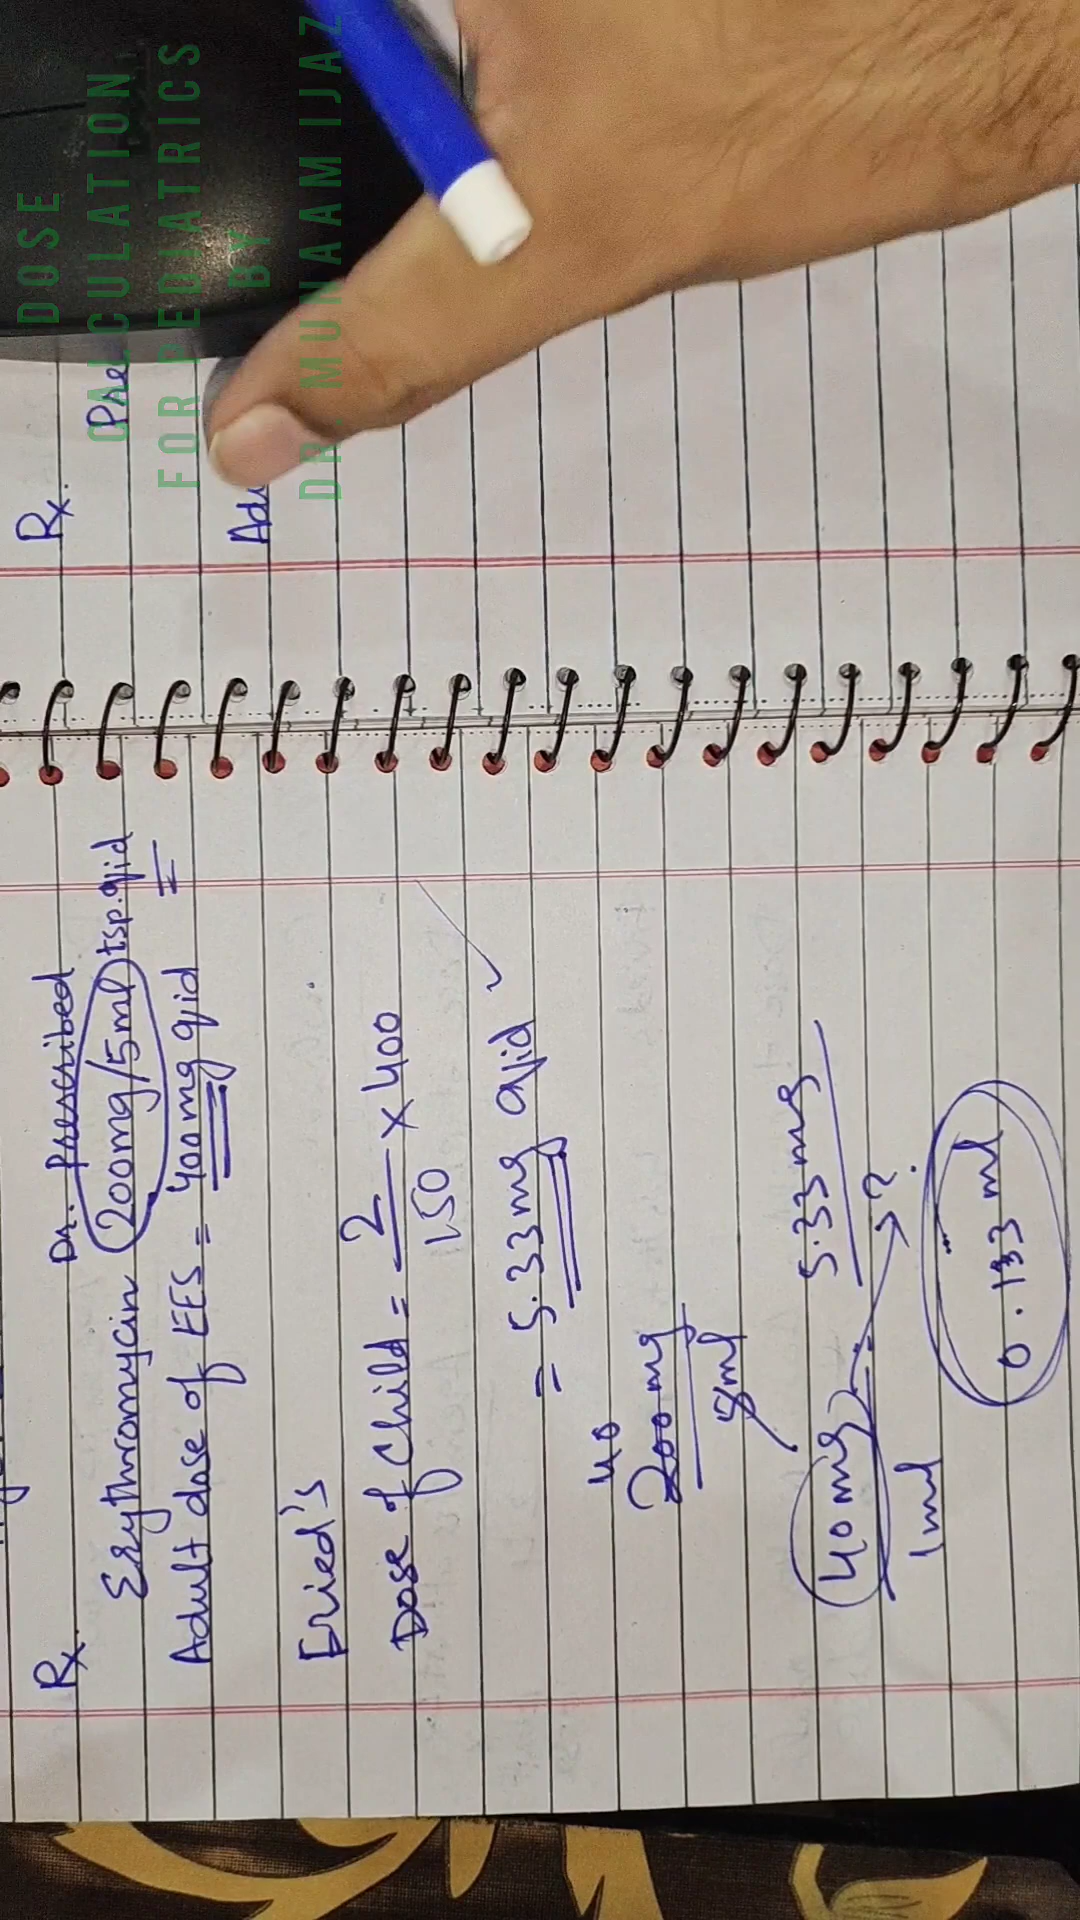 DOSE
CALCULATION
FOR PEDIATRICS
BY
DR. MUNAAM IJAZ
Rx.
Dr. Prescribed
Erythromycin 200mg/5ml tsp. qid
Adult dose of EES = 400mg qid
Fried's
Dose of Child = 2/150 × 400
= 5.33mg qid
40
200mg
5ml
40mg → ?
5.33mg
1ml
0.133 ml
Rx.
Pre
Ad